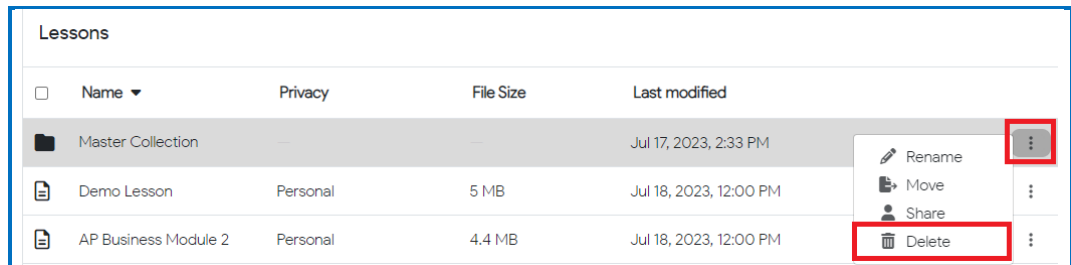 Lessons
Name Privacy File Size Last modified
Master Collection — — Jul 17, 2023, 2:33 PM
Rename
Demo Lesson Personal 5 MB Jul 18, 2023, 12:00 PM
Move
Share
AP Business Module 2 Personal 4.4 MB Jul 18, 2023, 12:00 PM
Delete